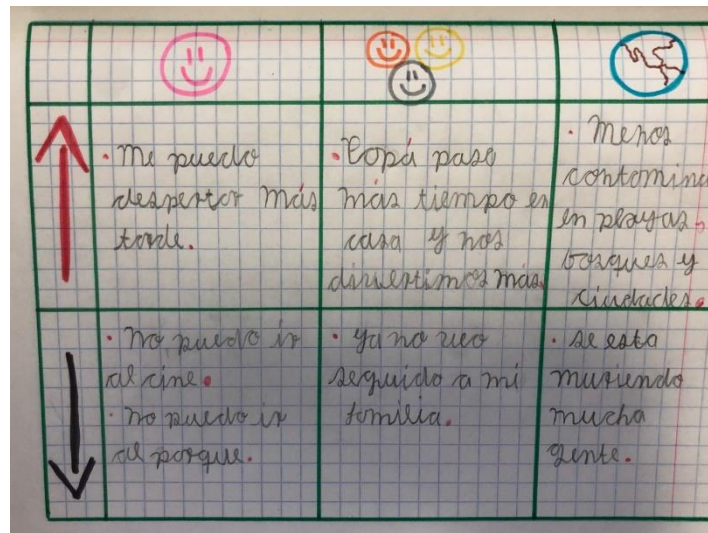 · Me puedo
despertar más
tarde.
· Papá pasa
más tiempo en
casa y nos
divertimos más.
· Menos
contomina
en playas,
bosques y
ciudades.
· no puedo ir
al cine.
· no puedo ir
al parque.
· ya no veo
seguido a mi
familia.
· se esta
muriendo
mucha
gente.